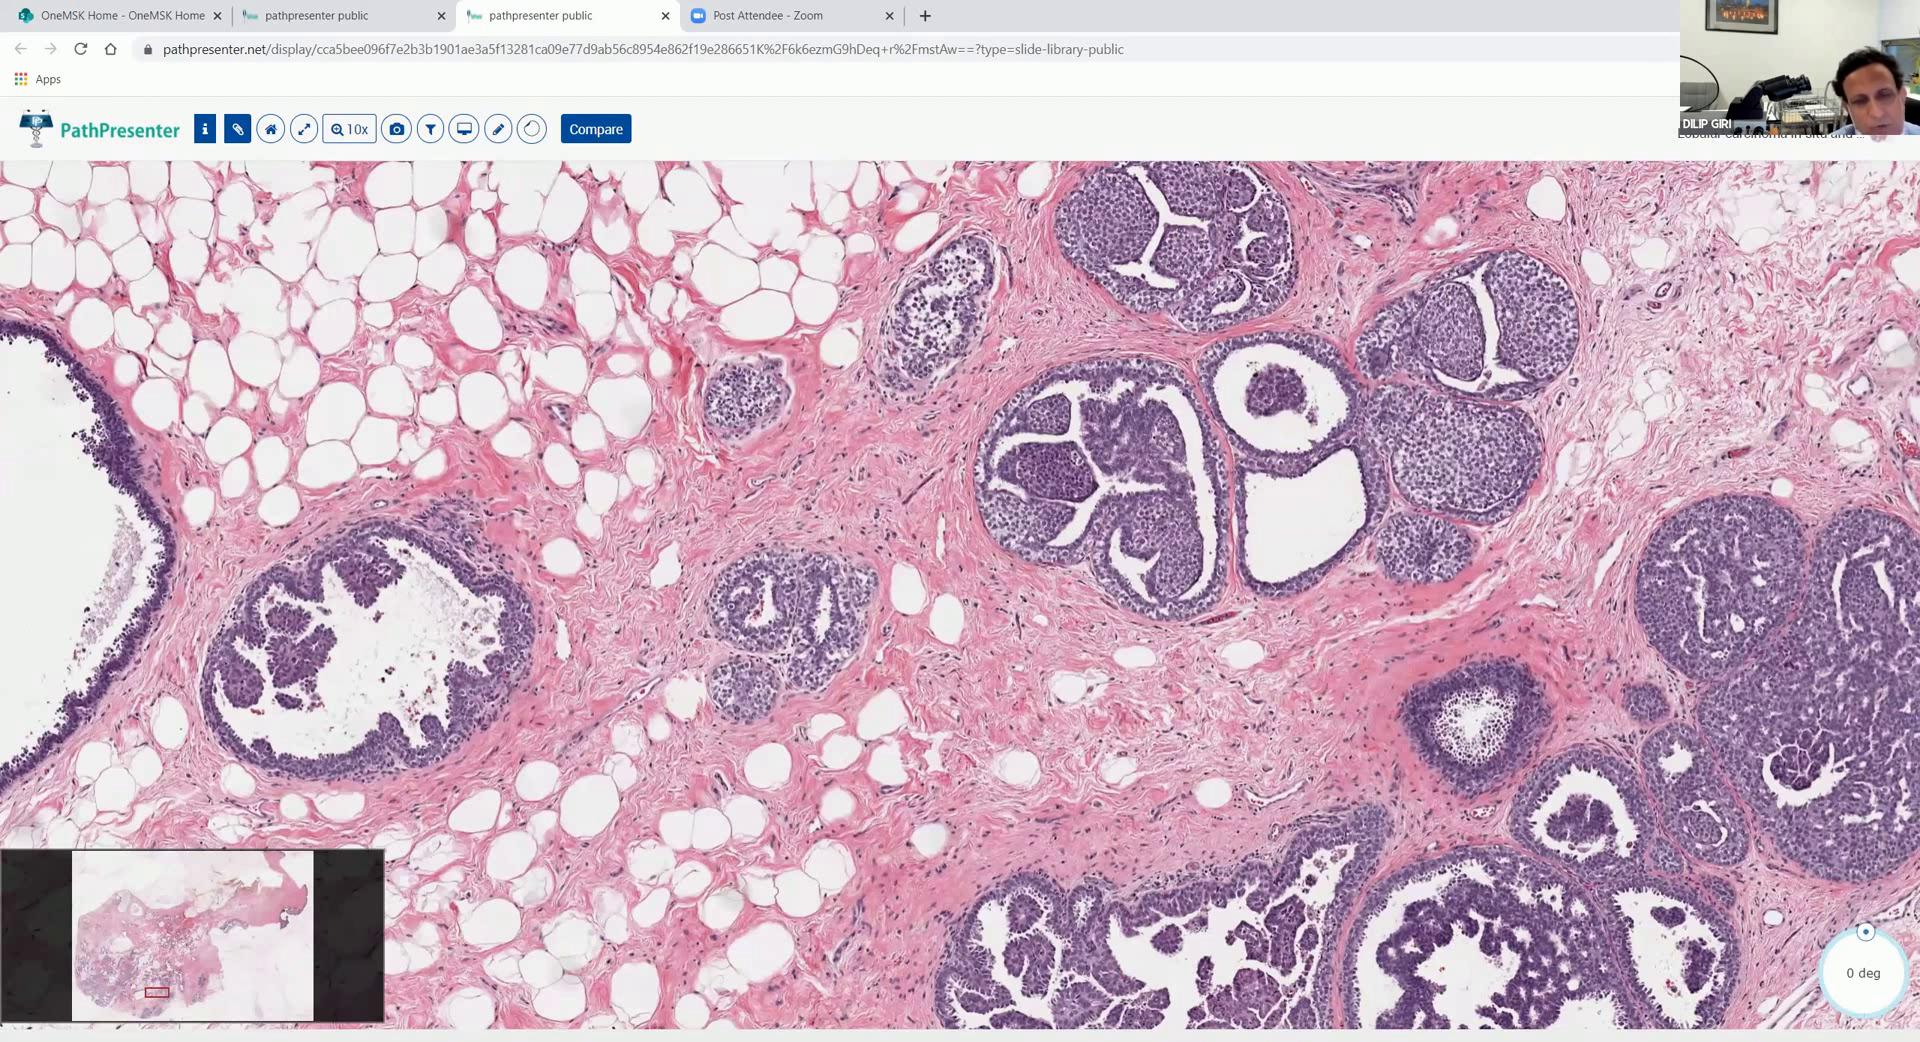 OneMSK Home - OneMSK Home
pathpresenter public
pathpresenter public
Post Attendee - Zoom
pathpresenter.net/display/cca5bee096f7e2b3b1901ae3a5f13281ca09e77d9ab56c8954e862f19e286651K%2F6k6ezmG9hDeq+r%2FmstAw==?type=slide-library-public
Apps
PathPresenter
10x
Compare
DILIP GIRI
0 deg